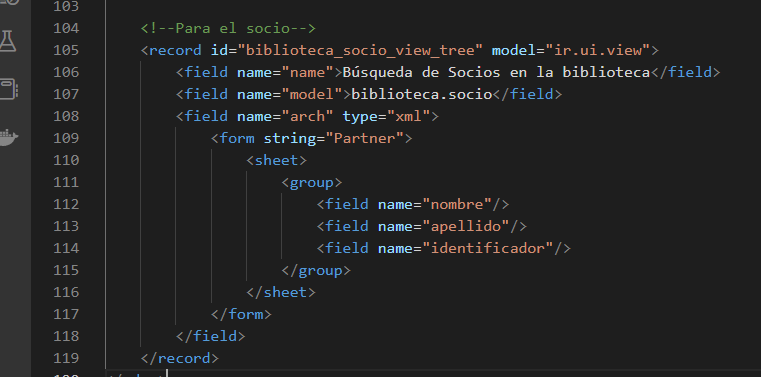 103
104 <!--Para el socio-->
105 <record id="biblioteca_socio_view_tree" model="ir.ui.view">
106 <field name="name">Búsqueda de Socios en la biblioteca</field>
107 <field name="model">biblioteca.socio</field>
108 <field name="arch" type="xml">
109 <form string="Partner">
110 <sheet>
111 <group>
112 <field name="nombre"/>
113 <field name="apellido"/>
114 <field name="identificador"/>
115 </group>
116 </sheet>
117 </form>
118 </field>
119 </record>